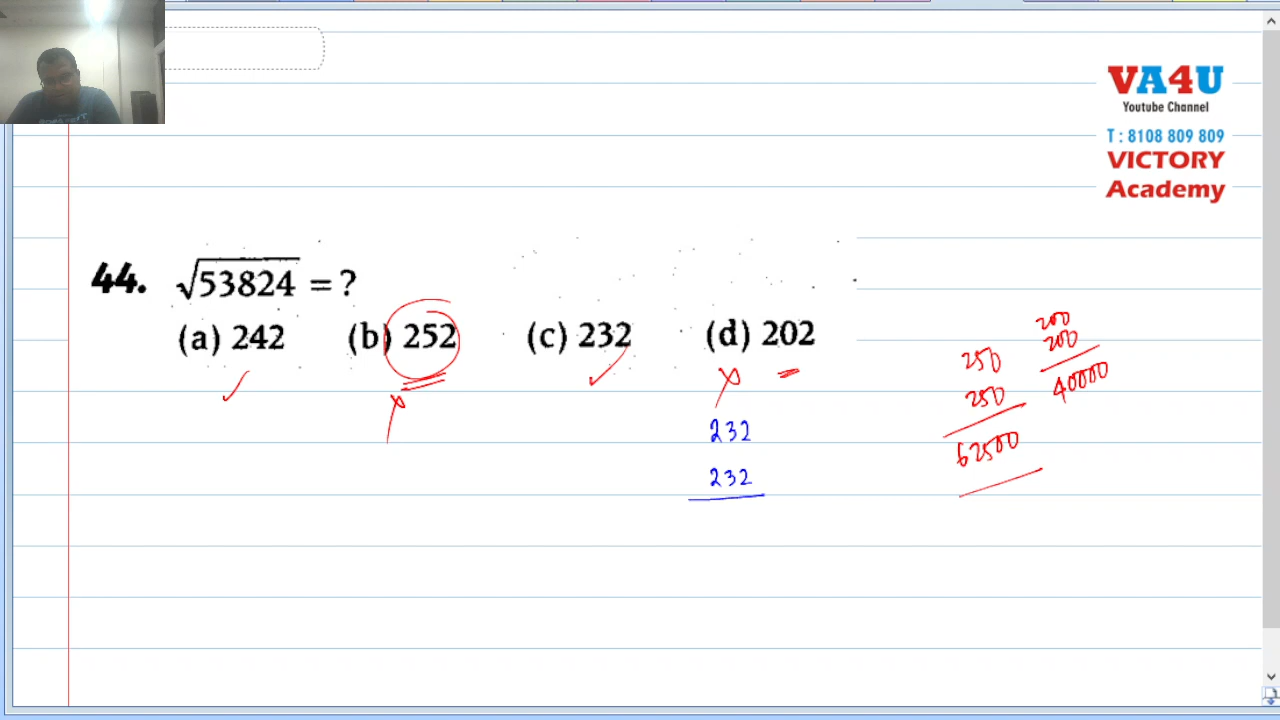 VA4U
Youtube Channel
T : 8108 809 809
VICTORY
Academy
44. √53824 = ?
(a) 242 (b) 252 (c) 232 (d) 202
200
200
40000
250
250
62500
232
232